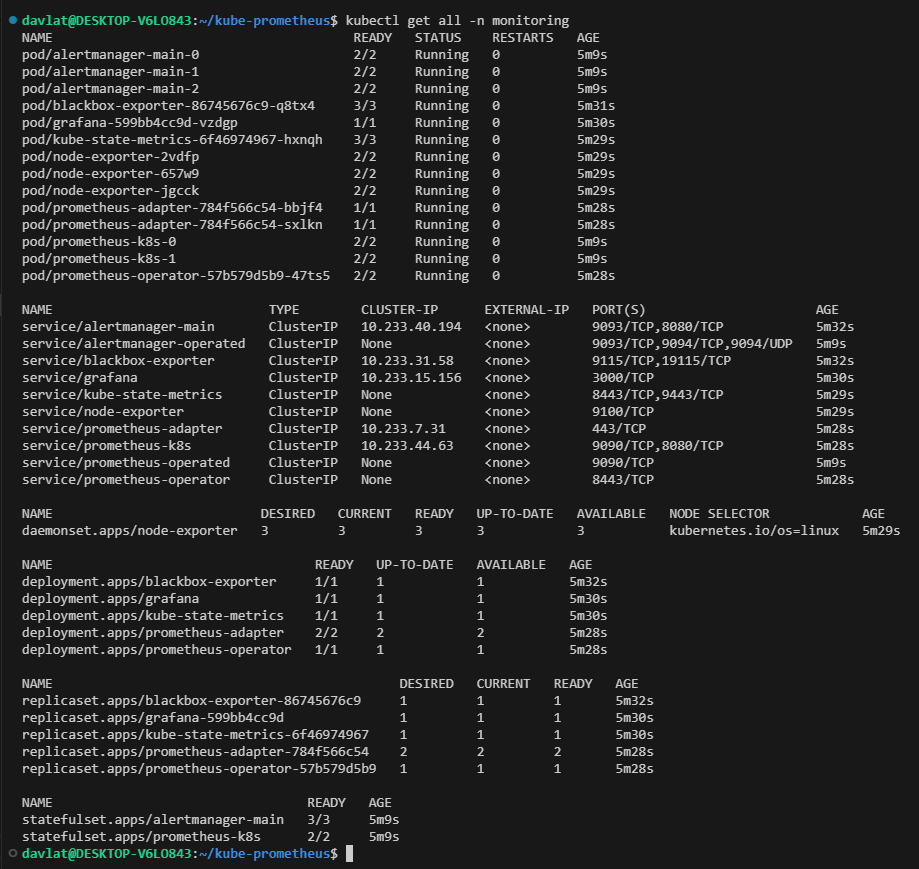 davlat@DESKTOP-V6LO843:~/kube-prometheus$ kubectl get all -n monitoring
NAME READY STATUS RESTARTS AGE
pod/alertmanager-main-0 2/2 Running 0 5m9s
pod/alertmanager-main-1 2/2 Running 0 5m9s
pod/alertmanager-main-2 2/2 Running 0 5m9s
pod/blackbox-exporter-86745676c9-q8tx4 3/3 Running 0 5m31s
pod/grafana-599bb4cc9d-vzdgp 1/1 Running 0 5m30s
pod/kube-state-metrics-6f46974967-hxnqh 3/3 Running 0 5m29s
pod/node-exporter-2vdfp 2/2 Running 0 5m29s
pod/node-exporter-657w9 2/2 Running 0 5m29s
pod/node-exporter-jgcck 2/2 Running 0 5m29s
pod/prometheus-adapter-784f566c54-bbjf4 1/1 Running 0 5m28s
pod/prometheus-adapter-784f566c54-sxlkn 1/1 Running 0 5m28s
pod/prometheus-k8s-0 2/2 Running 0 5m9s
pod/prometheus-k8s-1 2/2 Running 0 5m9s
pod/prometheus-operator-57b579d5b9-47ts5 2/2 Running 0 5m28s
NAME TYPE CLUSTER-IP EXTERNAL-IP PORT(S) AGE
service/alertmanager-main ClusterIP 10.233.40.194 <none> 9093/TCP,8080/TCP 5m32s
service/alertmanager-operated ClusterIP None <none> 9093/TCP,9094/TCP,9094/UDP 5m9s
service/blackbox-exporter ClusterIP 10.233.31.58 <none> 9115/TCP,19115/TCP 5m32s
service/grafana ClusterIP 10.233.15.156 <none> 3000/TCP 5m30s
service/kube-state-metrics ClusterIP None <none> 8443/TCP,9443/TCP 5m29s
service/node-exporter ClusterIP None <none> 9100/TCP 5m29s
service/prometheus-adapter ClusterIP 10.233.7.31 <none> 443/TCP 5m28s
service/prometheus-k8s ClusterIP 10.233.44.63 <none> 9090/TCP,8080/TCP 5m28s
service/prometheus-operated ClusterIP None <none> 9090/TCP 5m9s
service/prometheus-operator ClusterIP None <none> 8443/TCP 5m28s
NAME DESIRED CURRENT READY UP-TO-DATE AVAILABLE NODE SELECTOR AGE
daemonset.apps/node-exporter 3 3 3 3 3 kubernetes.io/os=linux 5m29s
NAME READY UP-TO-DATE AVAILABLE AGE
deployment.apps/blackbox-exporter 1/1 1 1 5m32s
deployment.apps/grafana 1/1 1 1 5m30s
deployment.apps/kube-state-metrics 1/1 1 1 5m30s
deployment.apps/prometheus-adapter 2/2 2 2 5m28s
deployment.apps/prometheus-operator 1/1 1 1 5m28s
NAME DESIRED CURRENT READY AGE
replicaset.apps/blackbox-exporter-86745676c9 1 1 1 5m32s
replicaset.apps/grafana-599bb4cc9d 1 1 1 5m30s
replicaset.apps/kube-state-metrics-6f46974967 1 1 1 5m30s
replicaset.apps/prometheus-adapter-784f566c54 2 2 2 5m28s
replicaset.apps/prometheus-operator-57b579d5b9 1 1 1 5m28s
NAME READY AGE
statefulset.apps/alertmanager-main 3/3 5m9s
statefulset.apps/prometheus-k8s 2/2 5m9s
davlat@DESKTOP-V6LO843:~/kube-prometheus$